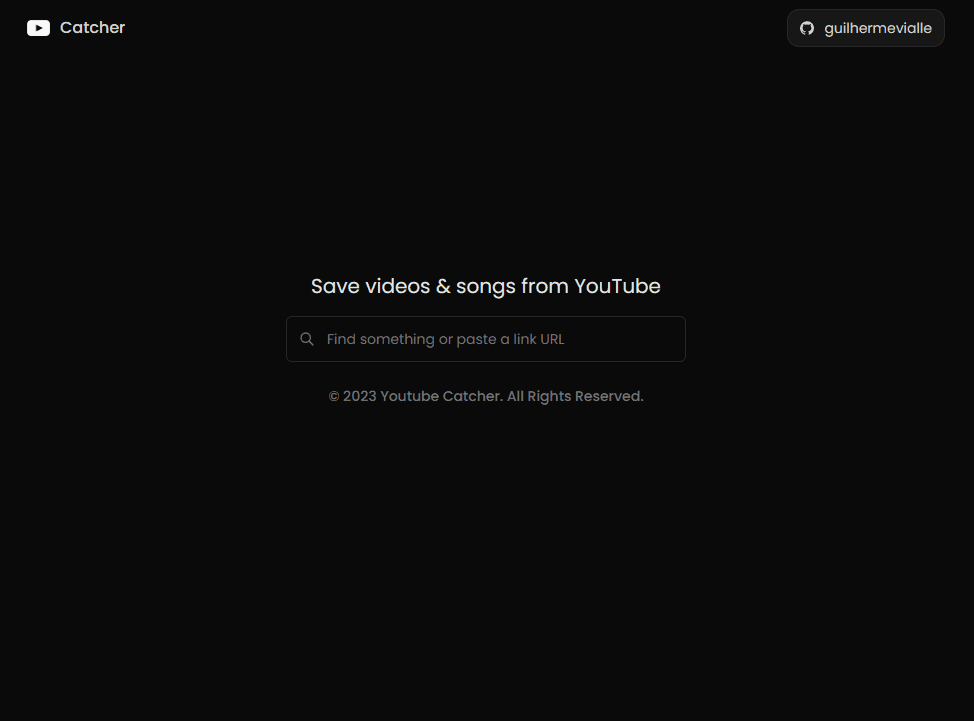 Catcher
guilhermevialle
Save videos & songs from YouTube
Find something or paste a link URL
© 2023 Youtube Catcher. All Rights Reserved.